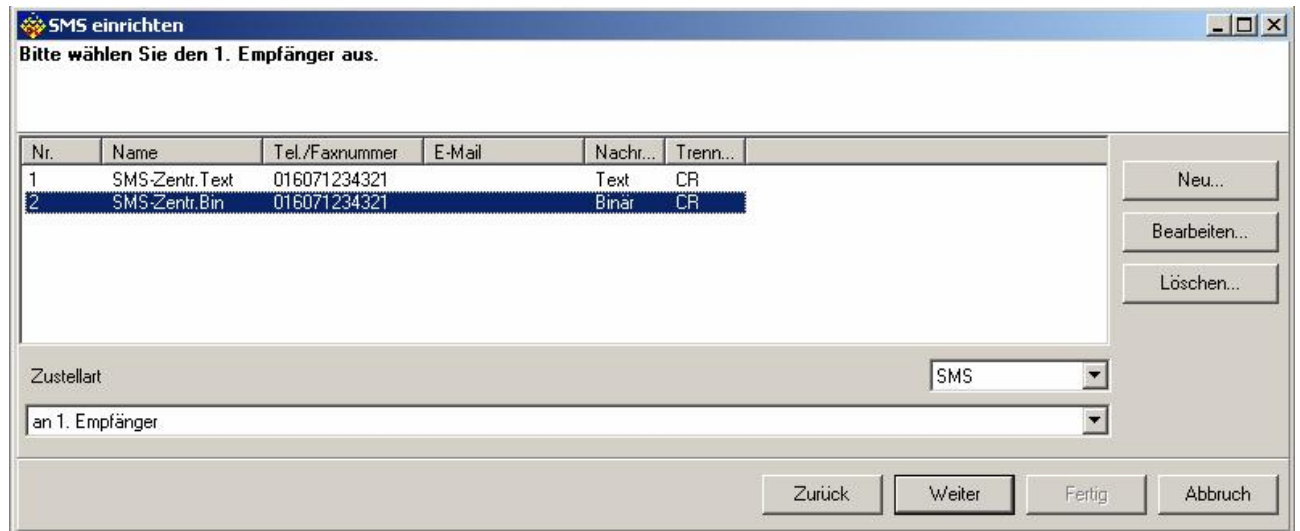 SMS einrichten
Bitte wählen Sie den 1. Empfänger aus.
Nr. Name Tel./Faxnummer E-Mail Nachr... Trenn...
1 SMS-Zentr.Text 016071234321 Text CR
2 SMS-Zentr.Bin 016071234321 Binär CR
Neu...
Bearbeiten...
Löschen...
Zustellart SMS
an 1. Empfänger
Zurück Weiter Fertig Abbruch